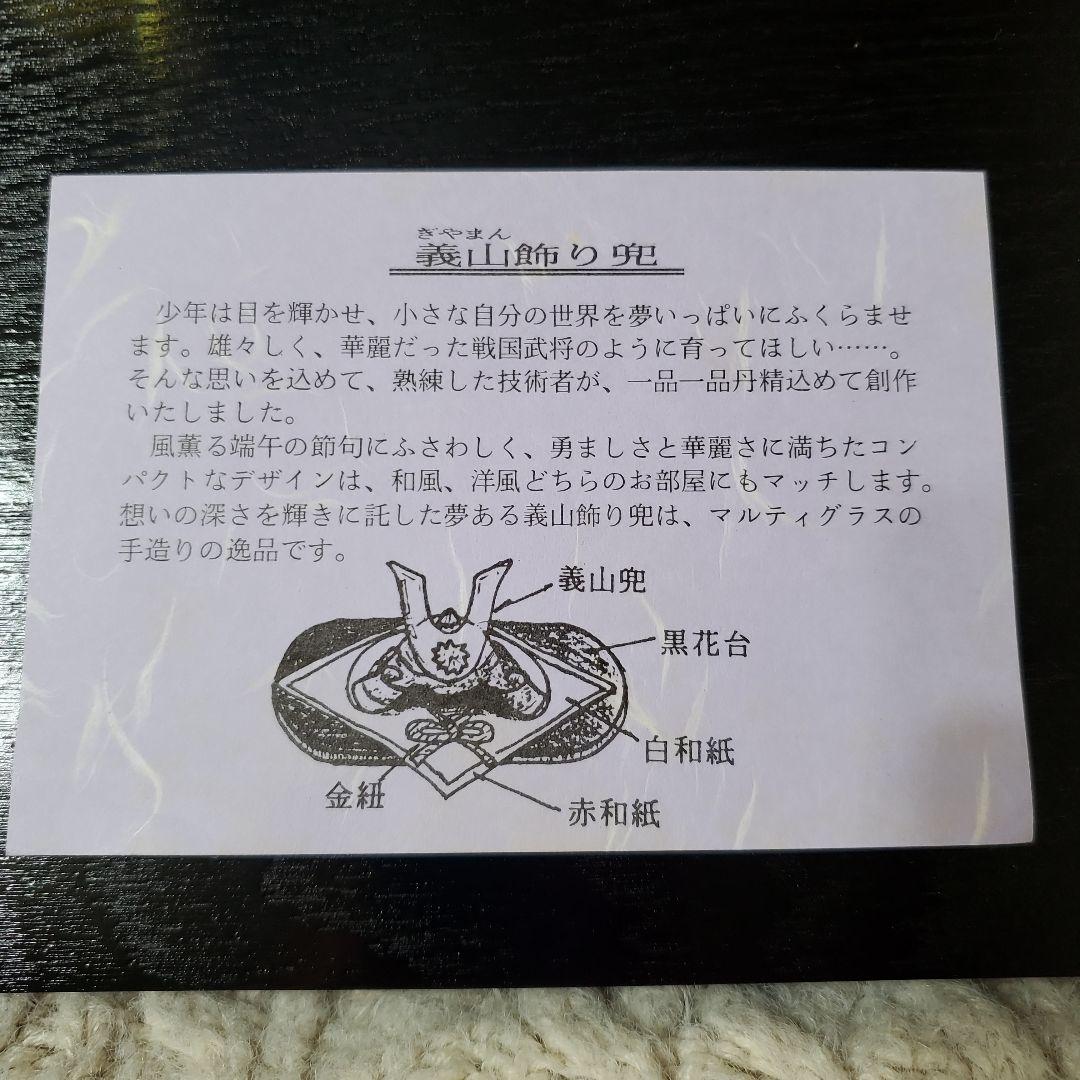 ぎやまん
義山飾り兜
少年は目を輝かせ、小さな自分の世界を夢いっぱいにふくらませ
ます。雄々しく、華麗だった戦国武将のように育ってほしい……。
そんな思いを込めて、熟練した技術者が、一品一品丹精込めて創作
いたしました。
風薫る端午の節句にふさわしく、勇ましさと華麗さに満ちたコン
パクトなデザインは、和風、洋風どちらのお部屋にもマッチします。
想いの深さを輝きに託した夢ある義山飾り兜は、マルティグラスの
手造りの逸品です。
義山兜
黒花台
白和紙
金紐
赤和紙